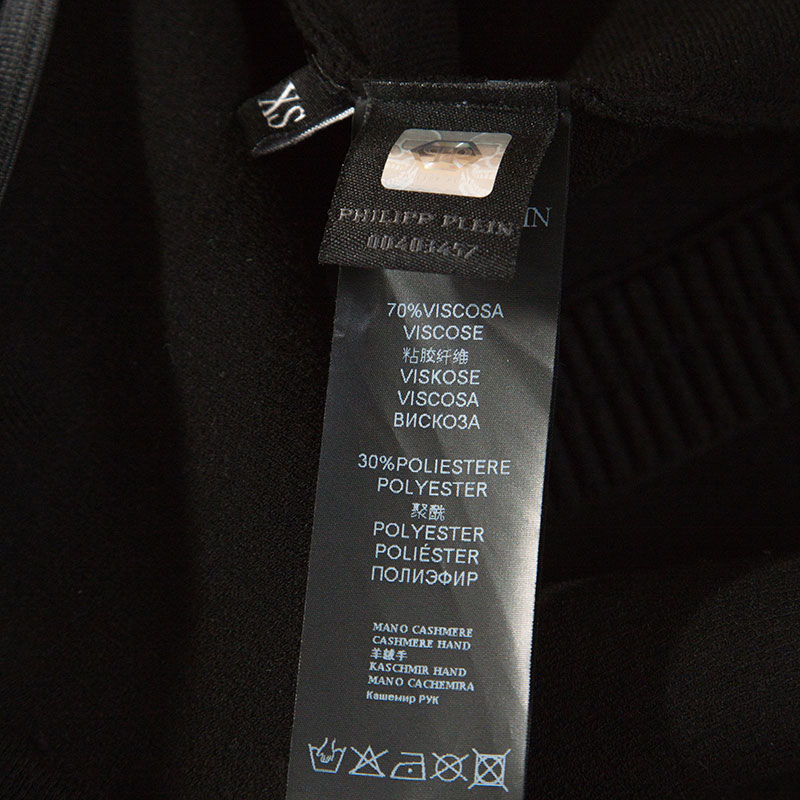 XS
PHILIPP PLEIN IN
00403457
70%VISCOSA
VISCOSE
粘胶纤维
VISKOSE
VISCOSA
ВИСКОЗА
30%POLIESTERE
POLYESTER
聚酰
POLYESTER
POLIÉSTER
ПОЛИЭФИР
MANO CASHMERE
CASHMERE HAND
羊绒手
KASCHMIR HAND
MANO CACHEMIRA
Кашемир РУК